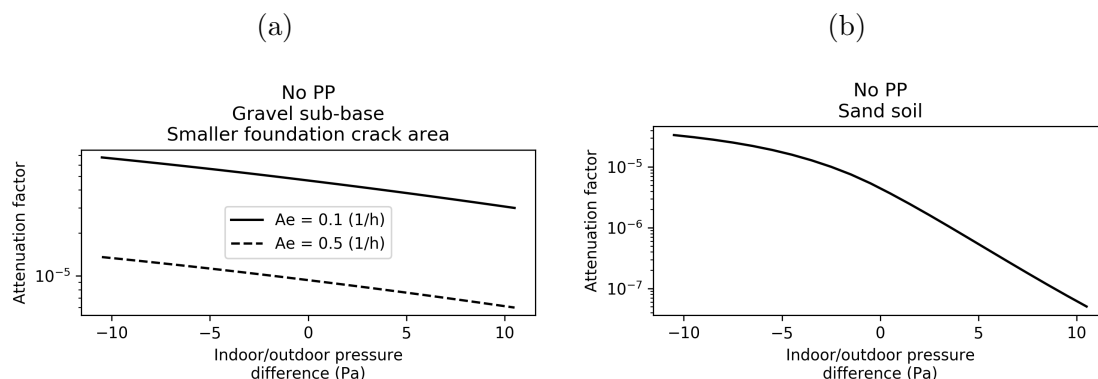 (a)
No PP
Gravel sub-base
Smaller foundation crack area
Attenuation factor
10⁻⁵
Ae = 0.1 (1/h)
Ae = 0.5 (1/h)
−10 −5 0 5 10
Indoor/outdoor pressure
difference (Pa)
(b)
No PP
Sand soil
Attenuation factor
10⁻⁵
10⁻⁶
10⁻⁷
−10 −5 0 5 10
Indoor/outdoor pressure
difference (Pa)